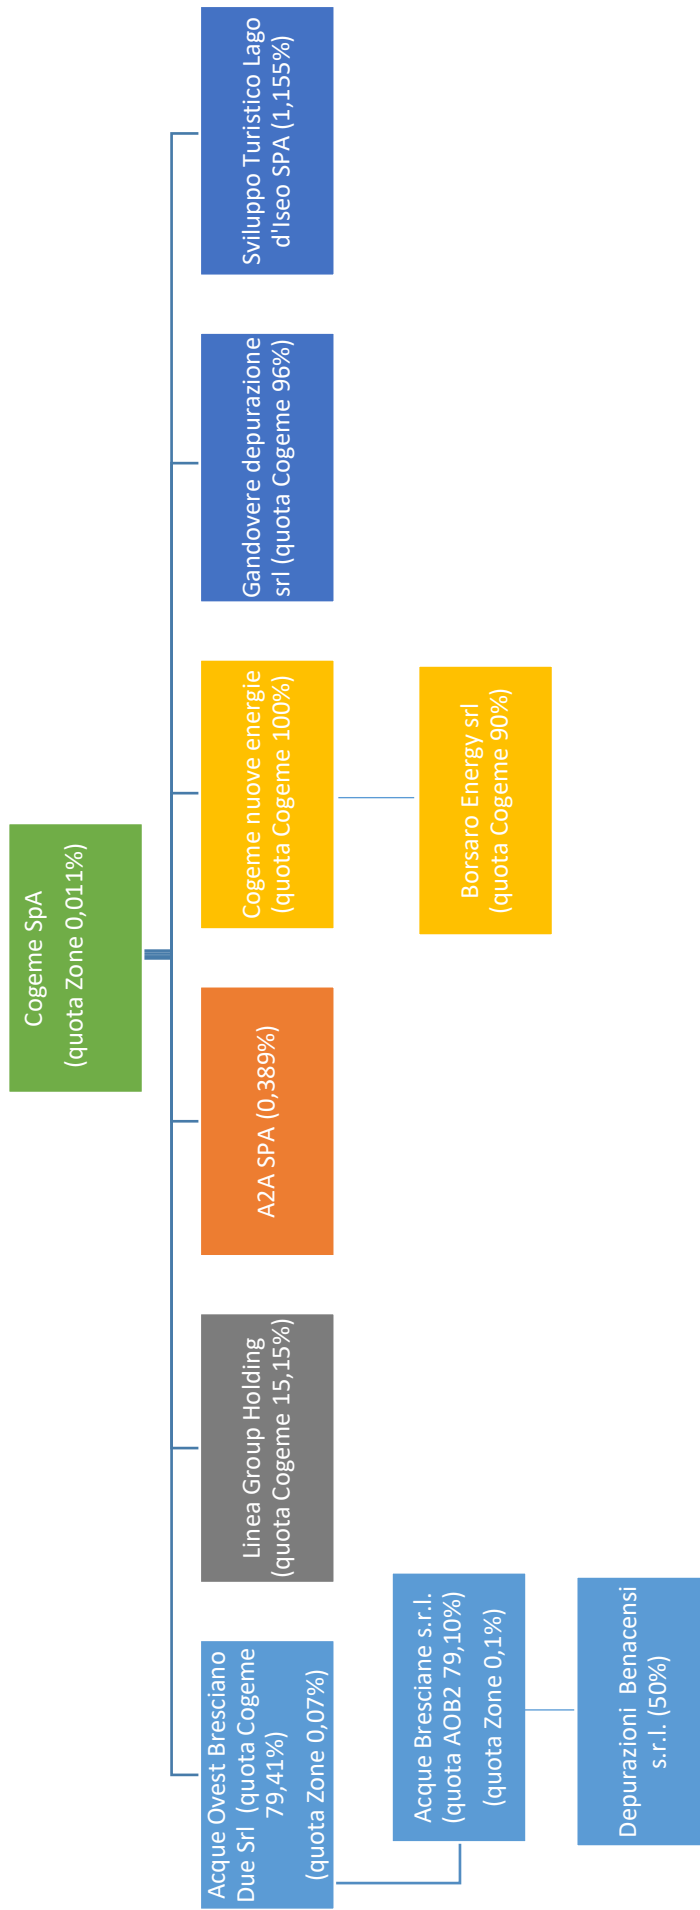 Cogeme SpA
(quota Zone 0,011%)
Acque Ovest Bresciano
Due Srl (quota Cogeme
79,41%)
(quota Zone 0,07%)
Linea Group Holding
(quota Cogeme 15,15%)
A2A SPA (0,389%)
Cogeme nuove energie
(quota Cogeme 100%)
Gandovere depurazione
srl (quota Cogeme 96%)
Sviluppo Turistico Lago
d'Iseo SPA (1,155%)
Acque Bresciane s.r.l.
(quota AOB2 79,10%)
(quota Zone 0,1%)
Borsaro Energy srl
(quota Cogeme 90%)
Depurazioni Benacensi
s.r.l. (50%)